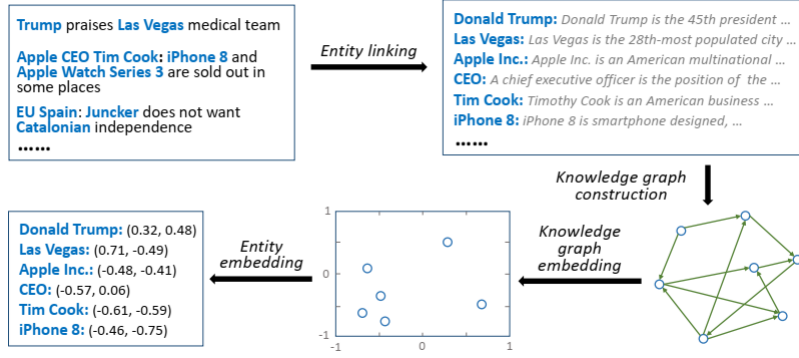 Trump praises Las Vegas medical team
Apple CEO Tim Cook: iPhone 8 and
Apple Watch Series 3 are sold out in
some places
EU Spain: Juncker does not want
Catalonian independence
......
Entity linking
Donald Trump: Donald Trump is the 45th president ...
Las Vegas: Las Vegas is the 28th-most populated city ...
Apple Inc.: Apple Inc. is an American multinational ...
CEO: A chief executive officer is the position of the ...
Tim Cook: Timothy Cook is an American business ...
iPhone 8: iPhone 8 is smartphone designed, ...
......
Knowledge graph
construction
Knowledge
graph
embedding
1
0
-1
-1
0
1
Entity
embedding
Donald Trump: (0.32, 0.48)
Las Vegas: (0.71, -0.49)
Apple Inc.: (-0.48, -0.41)
CEO: (-0.57, 0.06)
Tim Cook: (-0.61, -0.59)
iPhone 8: (-0.46, -0.75)